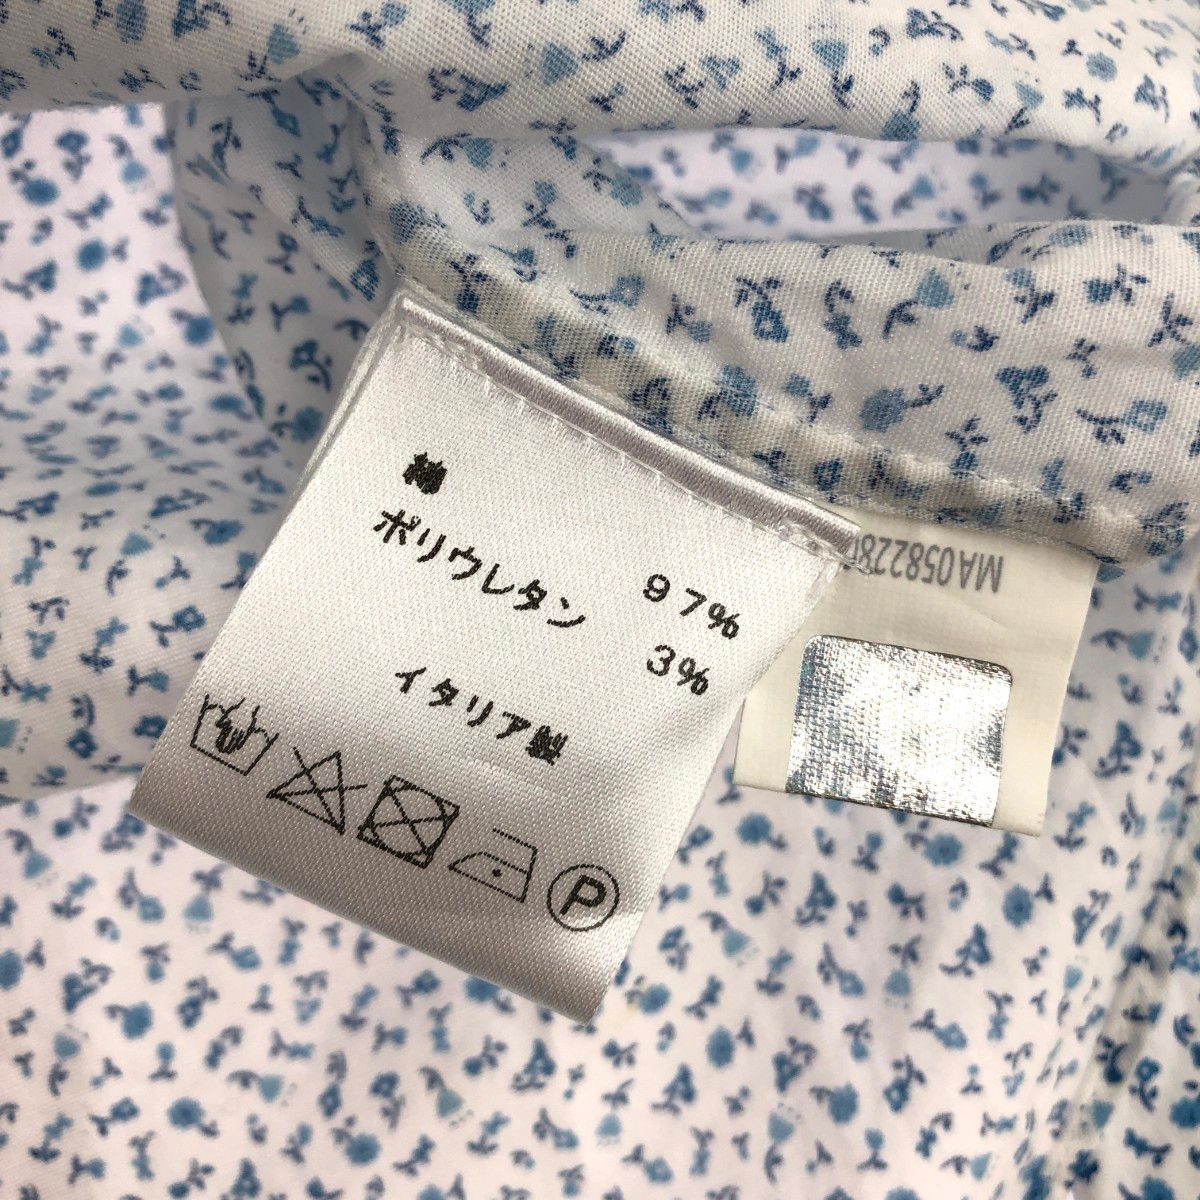 綿 97%
ポリウレタン 3%
イタリア製
P
MA058228